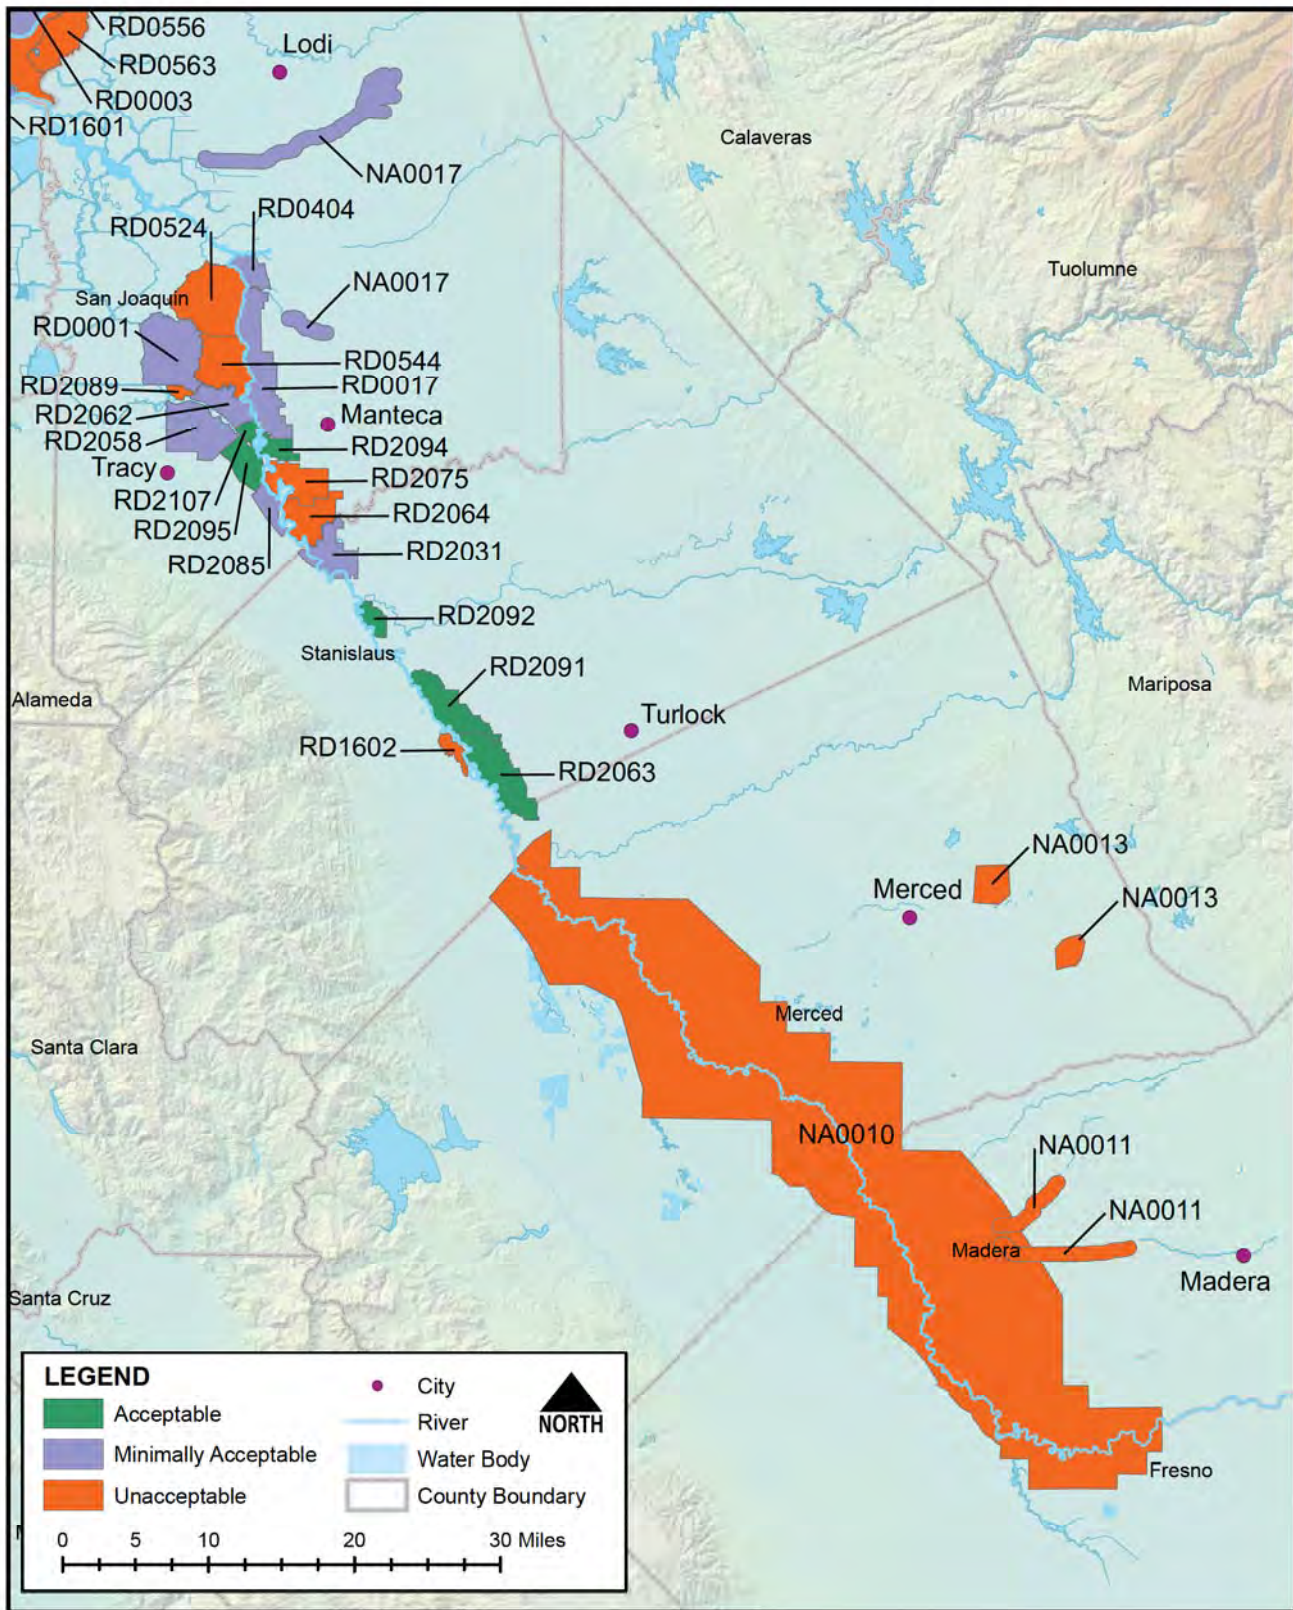 RD0556
Lodi
RD0563
RD0003
RD1601
Calaveras
NA0017
RD0404
RD0524
Tuolumne
NA0017
San Joaquin
RD0001
RD0544
RD2089
RD0017
RD2062
Manteca
RD2058
RD2094
Tracy
RD2075
RD2107
RD2064
RD2095
RD2031
RD2085
RD2092
Stanislaus
RD2091
Mariposa
Alameda
Turlock
RD1602
RD2063
NA0013
Merced
NA0013
Merced
Santa Clara
NA0010
NA0011
NA0011
Madera
Madera
Santa Cruz
LEGEND
Acceptable
Minimally Acceptable
Unacceptable
City
River
Water Body
County Boundary
NORTH
Fresno
0 5 10 20 30 Miles